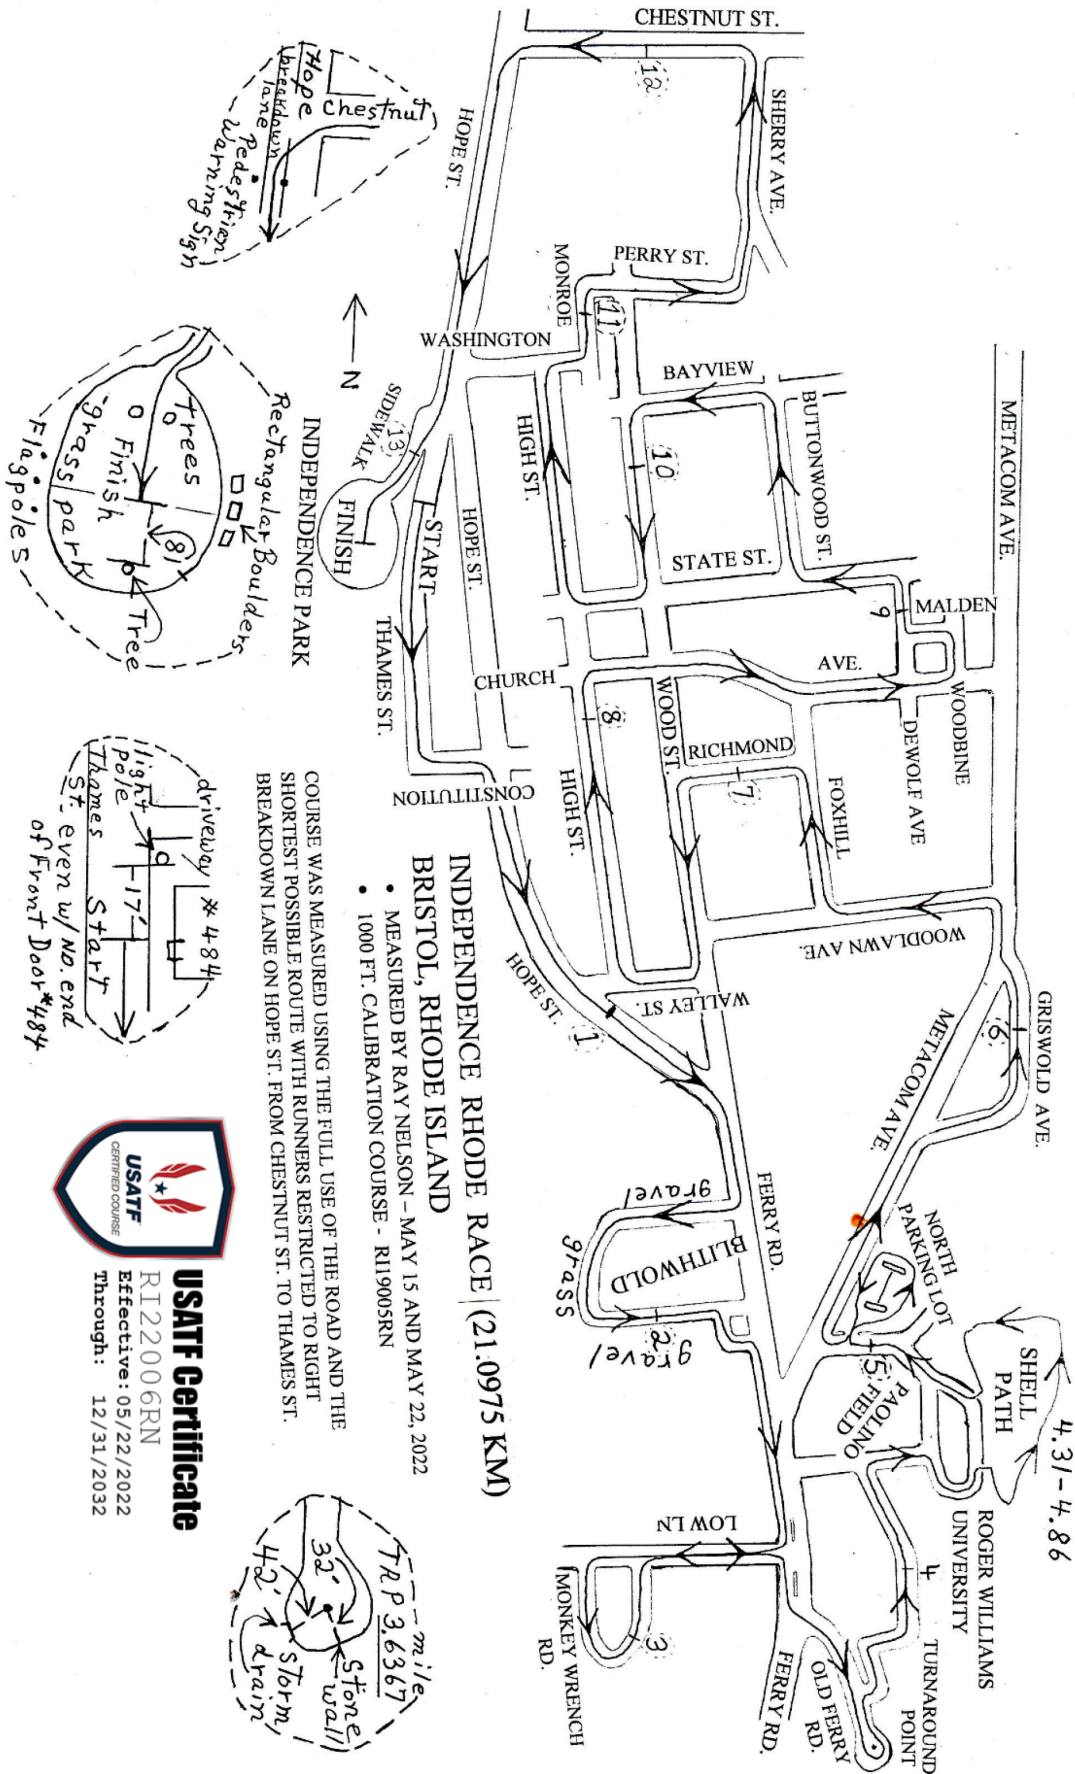 CHESTNUT ST.
12
SHERRY AVE.
HOPE ST.
Hope
Chestnut
breakdown
lane
Pedestrian
Warning Sign
PERRY ST.
MONROE
11
WASHINGTON
BAYVIEW
BUTTONWOOD ST.
METACOM AVE.
N
SIDEWALK
13
HIGH ST.
10
FINISH
START
HOPE ST.
STATE ST.
MALDEN
9
INDEPENDENCE PARK
Rectangular Boulders
Trees
Finish
grass park
81'
Tree
Flagpoles
THAMES ST.
CHURCH
AVE.
WOODBINE
DEWOLF AVE
8
WOOD ST.
RICHMOND
7
FOXHILL
CONSTITUTION
HIGH ST.
WOODLAWN AVE.
HOPE ST.
1
WALLEY ST.
METACOM AVE.
6
GRISWOLD AVE.
driveway
#484
light
pole
17'
Start
Thames
St. even w/ no. end
of Front Door #484
INDEPENDENCE RHODE RACE (21.0975 KM)
BRISTOL, RHODE ISLAND
• MEASURED BY RAY NELSON – MAY 15 AND MAY 22, 2022
• 1000 FT. CALIBRATION COURSE - RI19005RN
COURSE WAS MEASURED USING THE FULL USE OF THE ROAD AND THE
SHORTEST POSSIBLE ROUTE WITH RUNNERS RESTRICTED TO RIGHT
BREAKDOWN LANE ON HOPE ST. FROM CHESTNUT ST. TO THAMES ST.
FERRY RD.
gravel
BLITHWOLD
grass
2
gravel
NORTH
PARKING LOT
5
PAOLINO
FIELD
SHELL
PATH
4.31-4.86
ROGER WILLIAMS
UNIVERSITY
4
LOW LN
3
MONKEY WRENCH
RD.
FERRY RD.
OLD FERRY
RD.
TURNAROUND
POINT
USATF
CERTIFIED COURSE
USATF Certificate
RI22006RN
Effective: 05/22/2022
Through: 12/31/2032
TRP 3.6367
mile
32'
42'
Stone
wall
Storm
drain